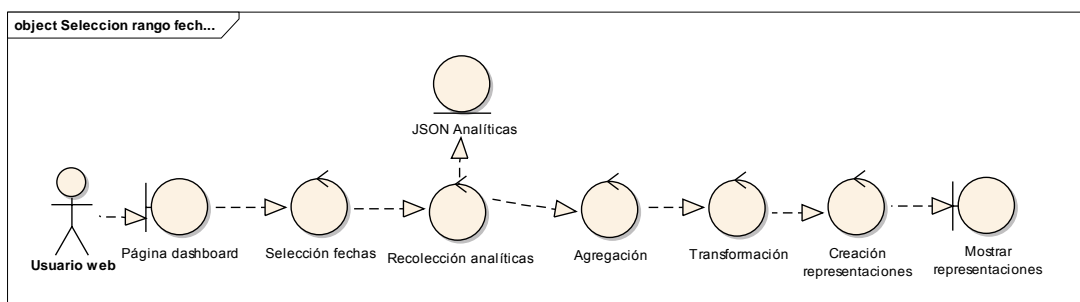 object Seleccion rango fech...
JSON Analíticas
Usuario web
Página dashboard
Selección fechas
Recolección analíticas
Agregación
Transformación
Creación
representaciones
Mostrar
representaciones